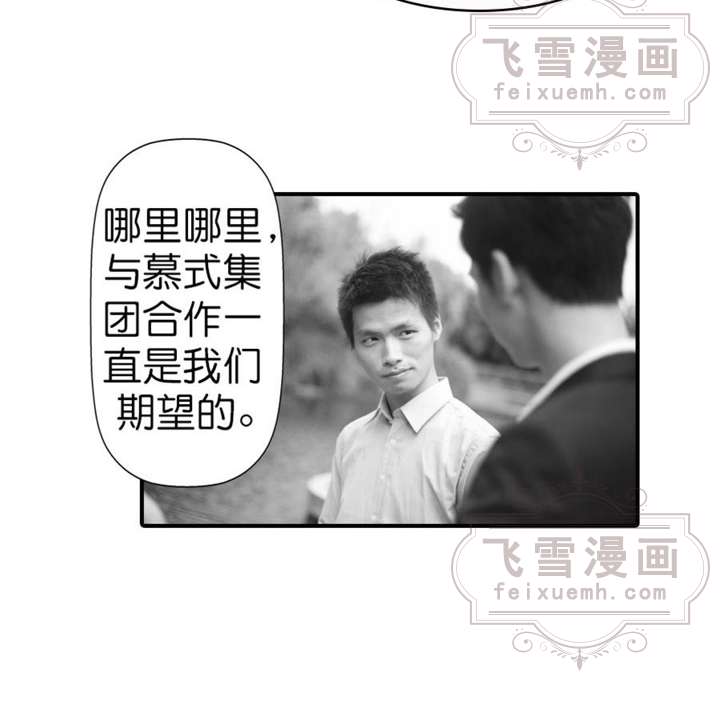 飞雪漫画
feixuemh.com
哪里哪里，
与慕式集
团合作一
直是我们
期望的。
飞雪漫画
feixuemh.com